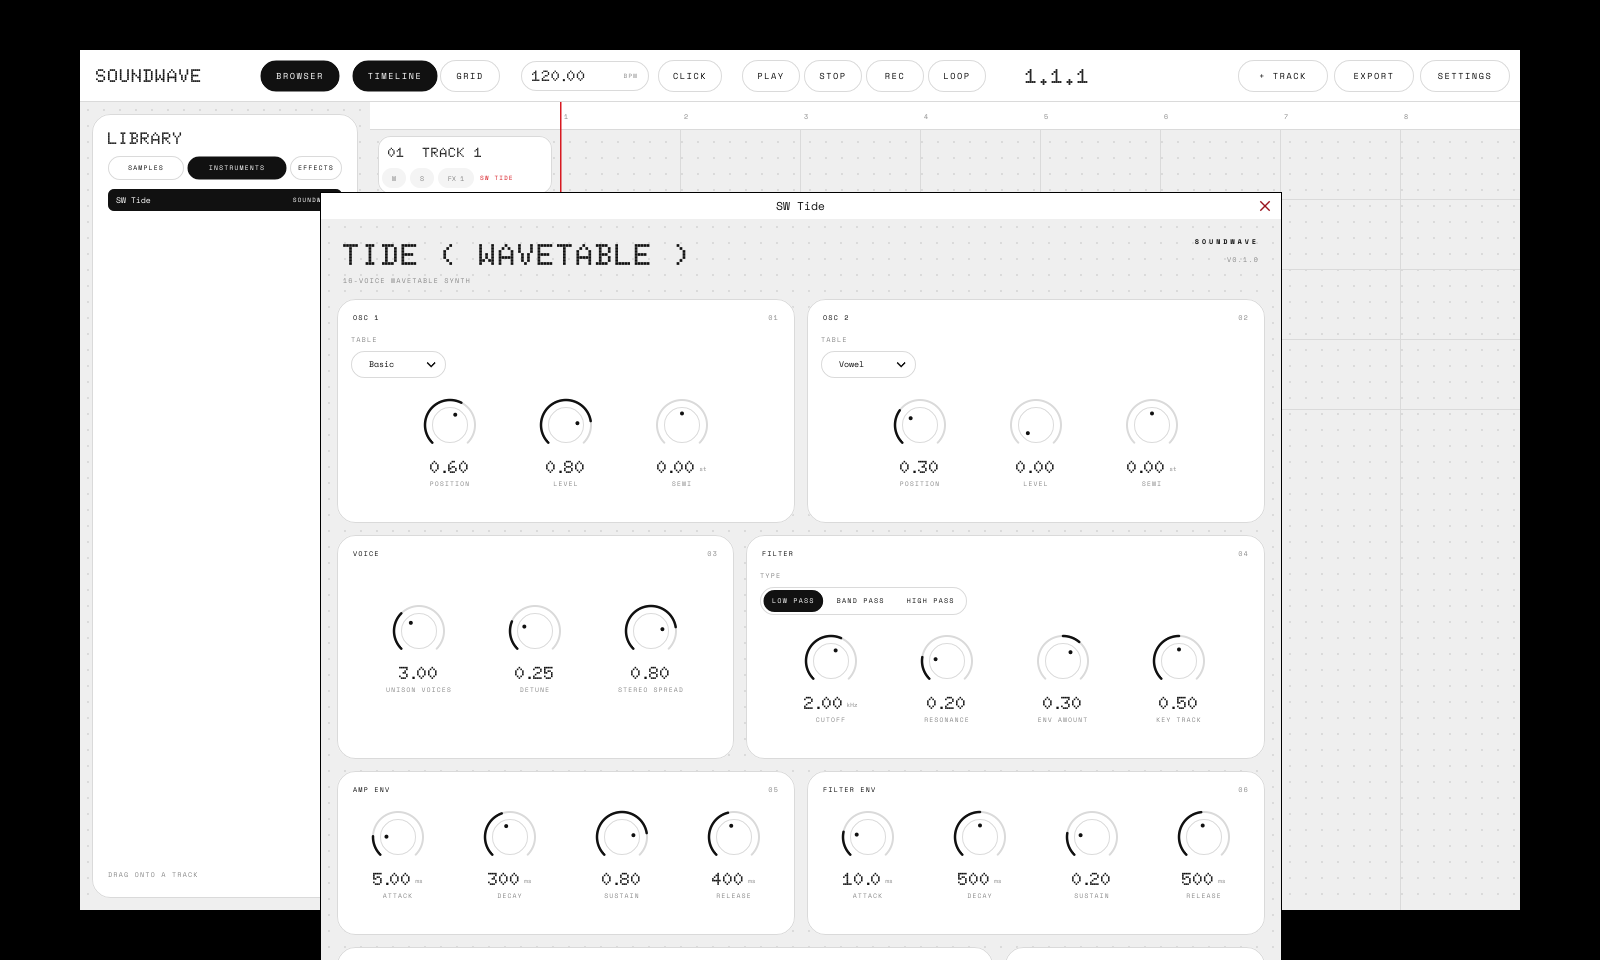 SOUNDWAVE BROWSER TIMELINE GRID 120.00 BPM CLICK PLAY STOP REC LOOP 1.1.1 + TRACK EXPORT SETTINGS
1 2 3 4 5 6 7 8
LIBRARY
SAMPLES INSTRUMENTS EFFECTS
SW Tide
DRAG ONTO A TRACK
01 TRACK 1
M S FX 1 SW TIDE
SW Tide
TIDE ( WAVETABLE )
16-VOICE WAVETABLE SYNTH
SOUNDWAVE
V0.1.0
OSC 1 01
TABLE
Basic
0.60 0.80 0.00 st
POSITION LEVEL SEMI
OSC 2 02
TABLE
Vowel
0.30 0.00 0.00 st
POSITION LEVEL SEMI
VOICE 03
3.00 0.25 0.80
UNISON VOICES DETUNE STEREO SPREAD
FILTER 04
TYPE
LOW PASS BAND PASS HIGH PASS
2.00 kHz 0.20 0.30 0.50
CUTOFF RESONANCE ENV AMOUNT KEY TRACK
AMP ENV 05
5.00 ms 300 ms 0.80 400 ms
ATTACK DECAY SUSTAIN RELEASE
FILTER ENV 06
10.0 ms 500 ms 0.20 500 ms
ATTACK DECAY SUSTAIN RELEASE